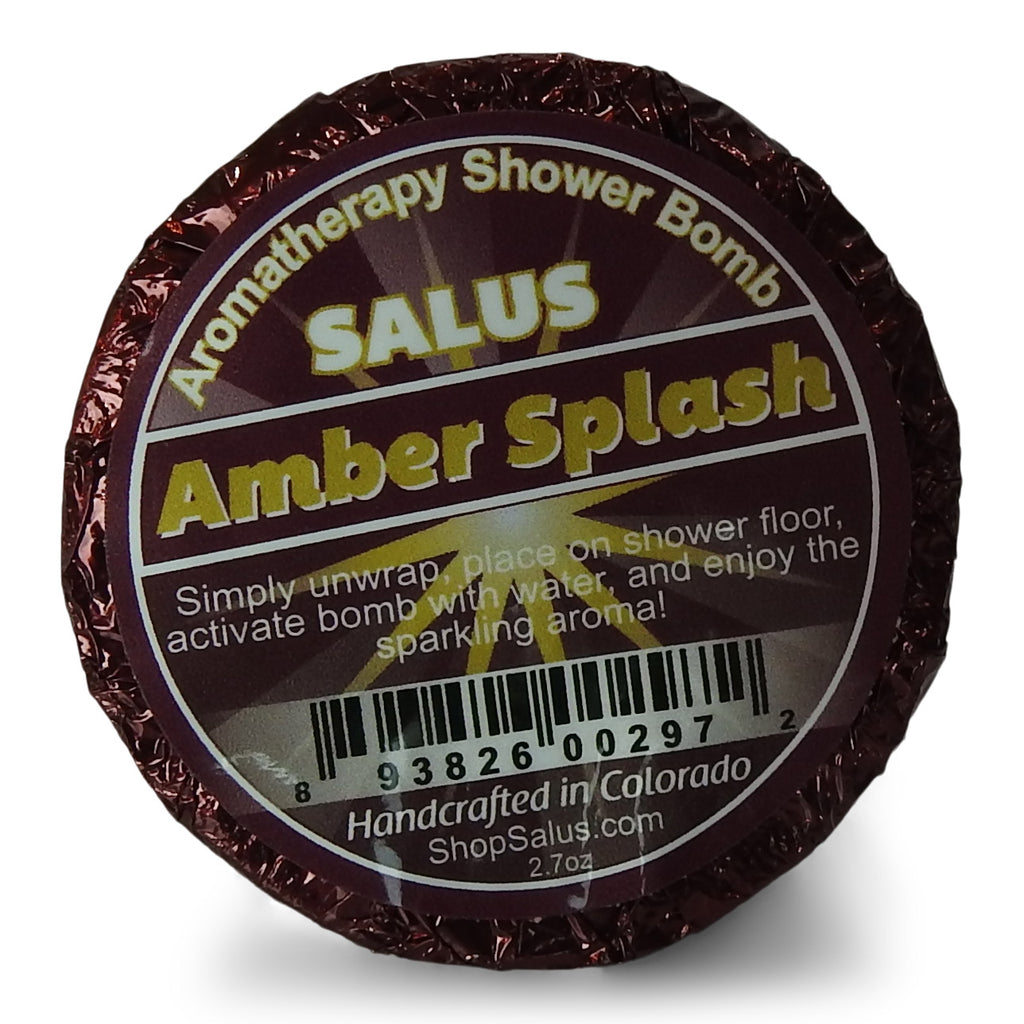 Aromatherapy Shower Bomb
SALUS
Amber Splash
Simply unwrap, place on shower floor,
activate bomb with water, and enjoy the
sparkling aroma!
8 93826 00297 2
Handcrafted in Colorado
ShopSalus.com
2.7oz